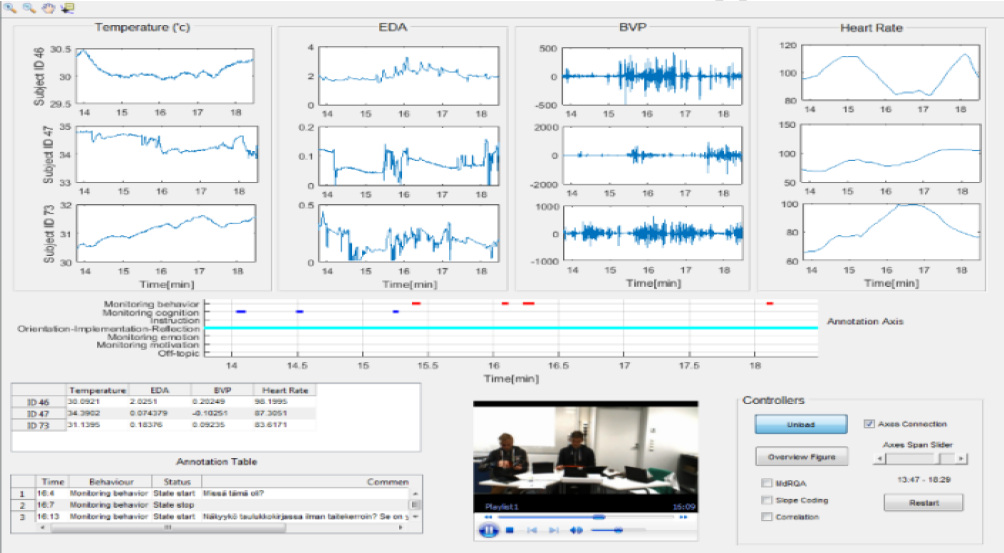 Temperature (°c) EDA BVP Heart Rate
Subject ID 46
30.5 4 500 120
30 2 0 100
29.5 0 -500 80
14 15 16 17 18 14 15 16 17 18 14 15 16 17 18 14 15 16 17 18
Subject ID 47
35 0.2 2000 150
34 0.1 0 100
33 0 -2000 50
14 15 16 17 18 14 15 16 17 18 14 15 16 17 18 14 15 16 17 18
Subject ID 73
32 0.5 1000 100
31 0 80
30 0 -1000 60
14 15 16 17 18 14 15 16 17 18 14 15 16 17 18 14 15 16 17 18
Time[min] Time[min] Time[min] Time[min]
Monitoring behavior
Monitoring cognition
Instruction
Orientation-Implementation-Reflection Annotation Axis
Monitoring emotion
Monitoring motivation
Off-topic
14 14.5 15 15.5 16 16.5 17 17.5 18
Time[min]
Temperature EDA BVP Heart Rate
ID 46 30.0921 2.0251 0.20249 98.1995
ID 47 34.3902 0.074379 -0.10251 87.3051
ID 73 31.1395 0.18376 0.09235 83.6171
Annotation Table
Time Behaviour Status Commen
1 16:4 Monitoring behavior State start Missä tämä oli?
2 16:7 Monitoring behavior State stop
3 16:13 Monitoring behavior State start Näkyykö taulukkokirjassa ilman taitekerroin? Se on
Playlist1 15:09
Controllers
Unload Axes Connection
Overview Figure Axes Span Slider
MdRQA 13:47 - 18:29
Slope Coding Restart
Correlation